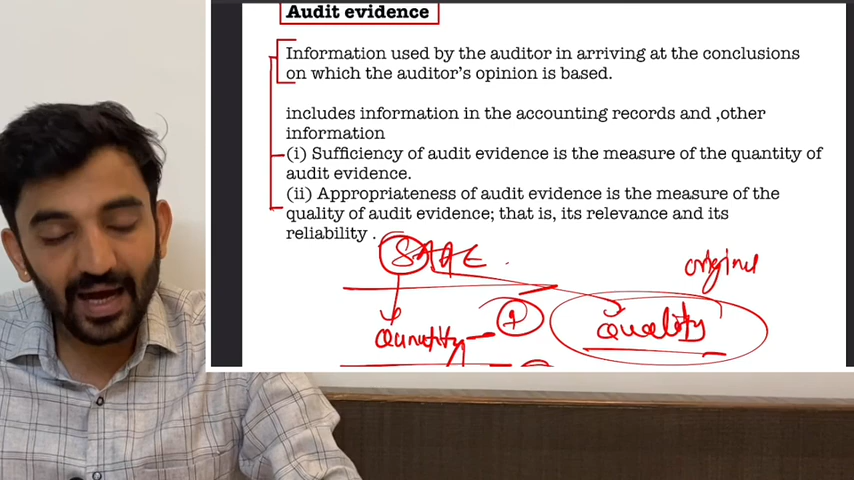 Audit evidence
Information used by the auditor in arriving at the conclusions
on which the auditor's opinion is based.
includes information in the accounting records and ,other
information
(i) Sufficiency of audit evidence is the measure of the quantity of
audit evidence.
(ii) Appropriateness of audit evidence is the measure of the
quality of audit evidence; that is, its relevance and its
reliability .
SAAE
original
Quantity
1
Quality